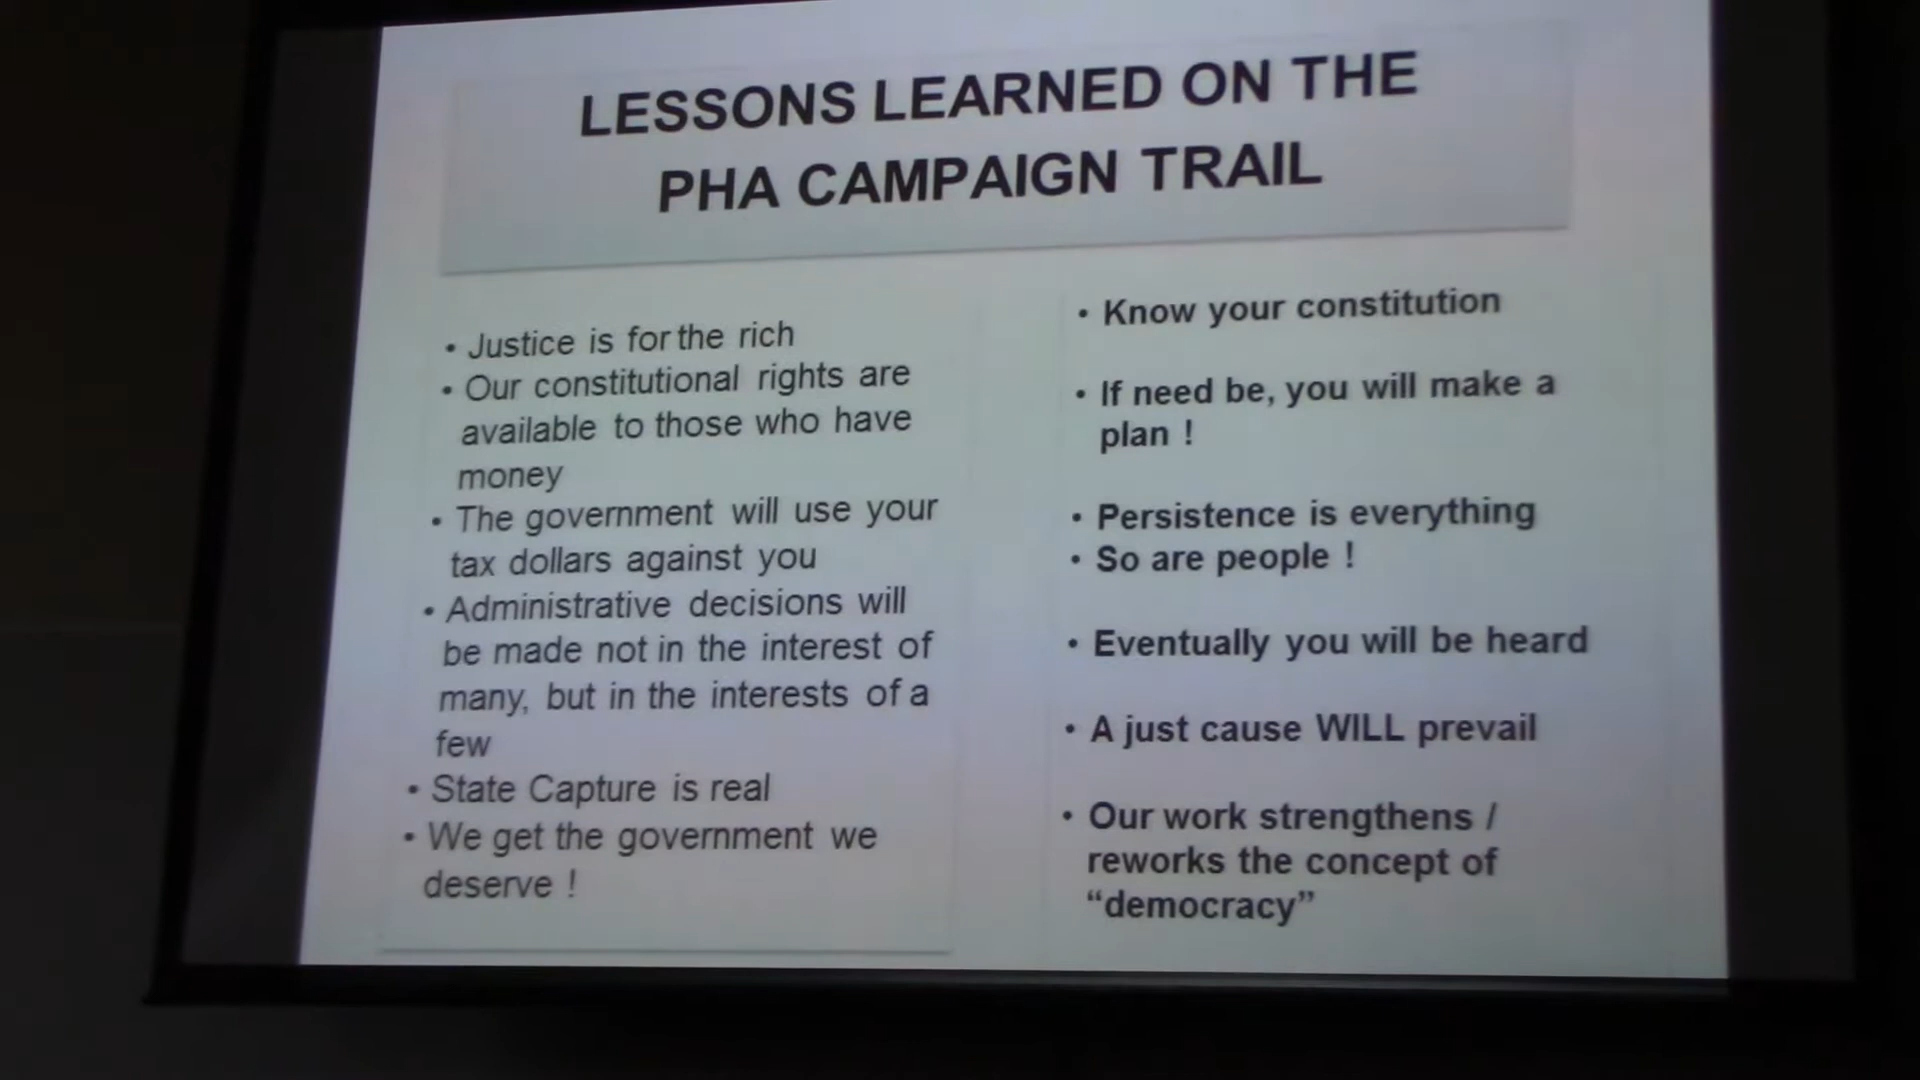 LESSONS LEARNED ON THE
PHA CAMPAIGN TRAIL
• Justice is for the rich
• Our constitutional rights are
available to those who have
money
• The government will use your
tax dollars against you
• Administrative decisions will
be made not in the interest of
many, but in the interests of a
few
• State Capture is real
• We get the government we
deserve !
• Know your constitution
• If need be, you will make a
plan !
• Persistence is everything
• So are people !
• Eventually you will be heard
• A just cause WILL prevail
• Our work strengthens /
reworks the concept of
“democracy”